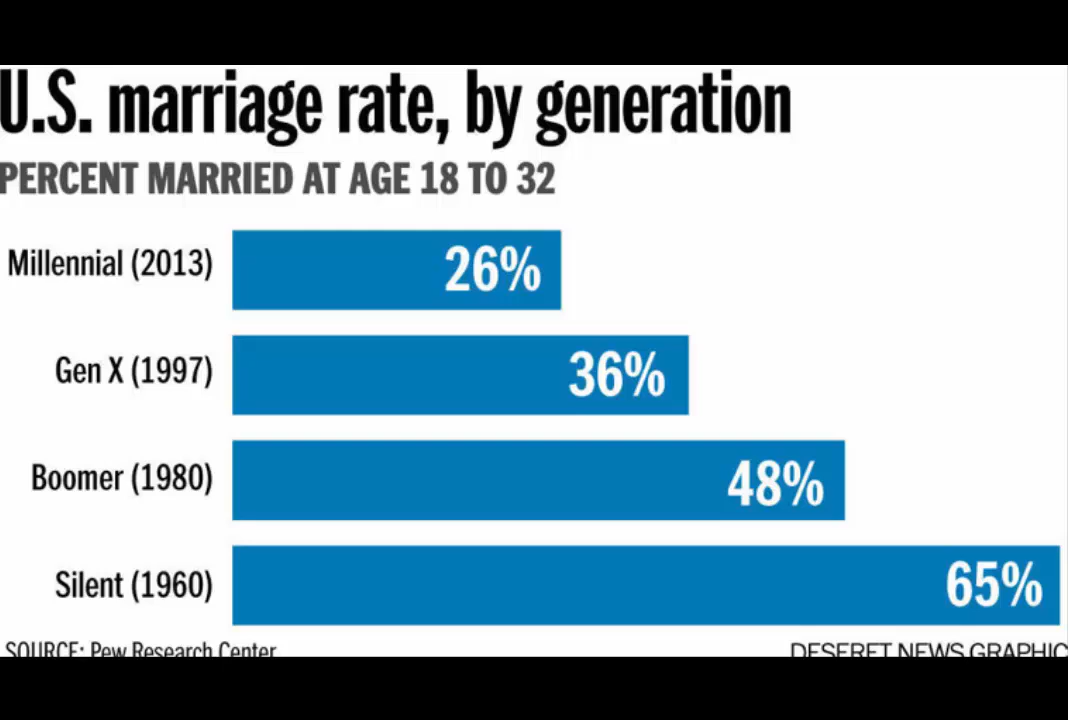 U.S. marriage rate, by generation
PERCENT MARRIED AT AGE 18 TO 32
Millennial (2013) 26%
Gen X (1997) 36%
Boomer (1980) 48%
Silent (1960) 65%
SOURCE: Pew Research Center DESERET NEWS GRAPHIC